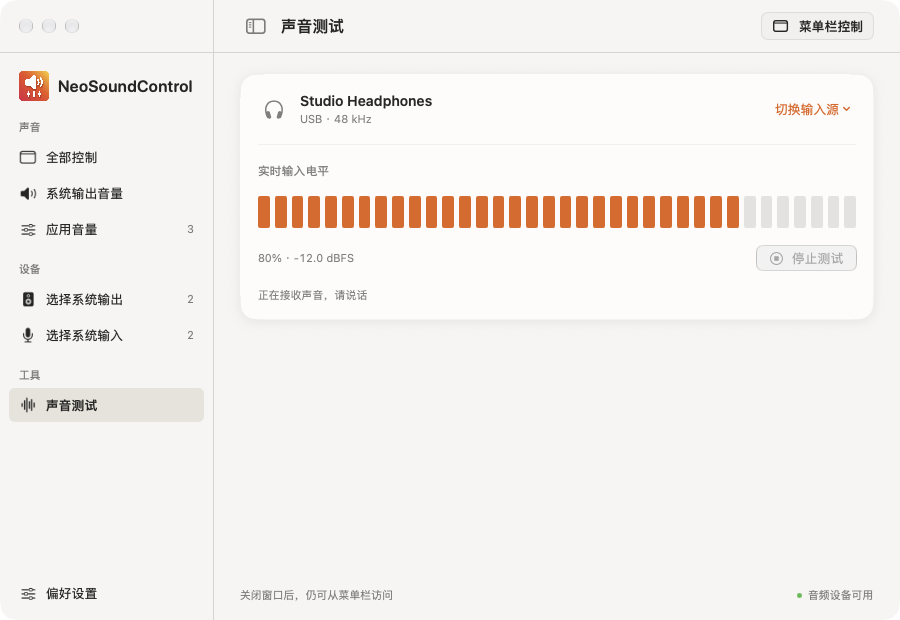 声音测试
菜单栏控制
NeoSoundControl
声音
全部控制
系统输出音量
应用音量 3
设备
选择系统输出 2
选择系统输入 2
工具
声音测试
偏好设置
Studio Headphones
USB · 48 kHz
切换输入源
实时输入电平
80% · -12.0 dBFS
停止测试
正在接收声音，请说话
关闭窗口后，仍可从菜单栏访问
音频设备可用